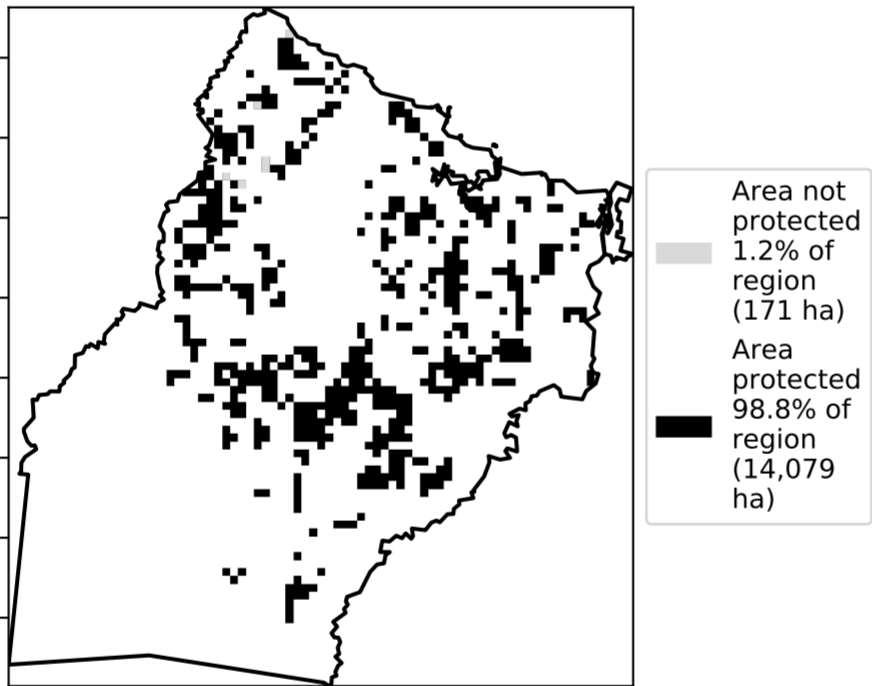 Area not
protected
1.2% of
region
(171 ha)
Area
protected
98.8% of
region
(14,079
ha)